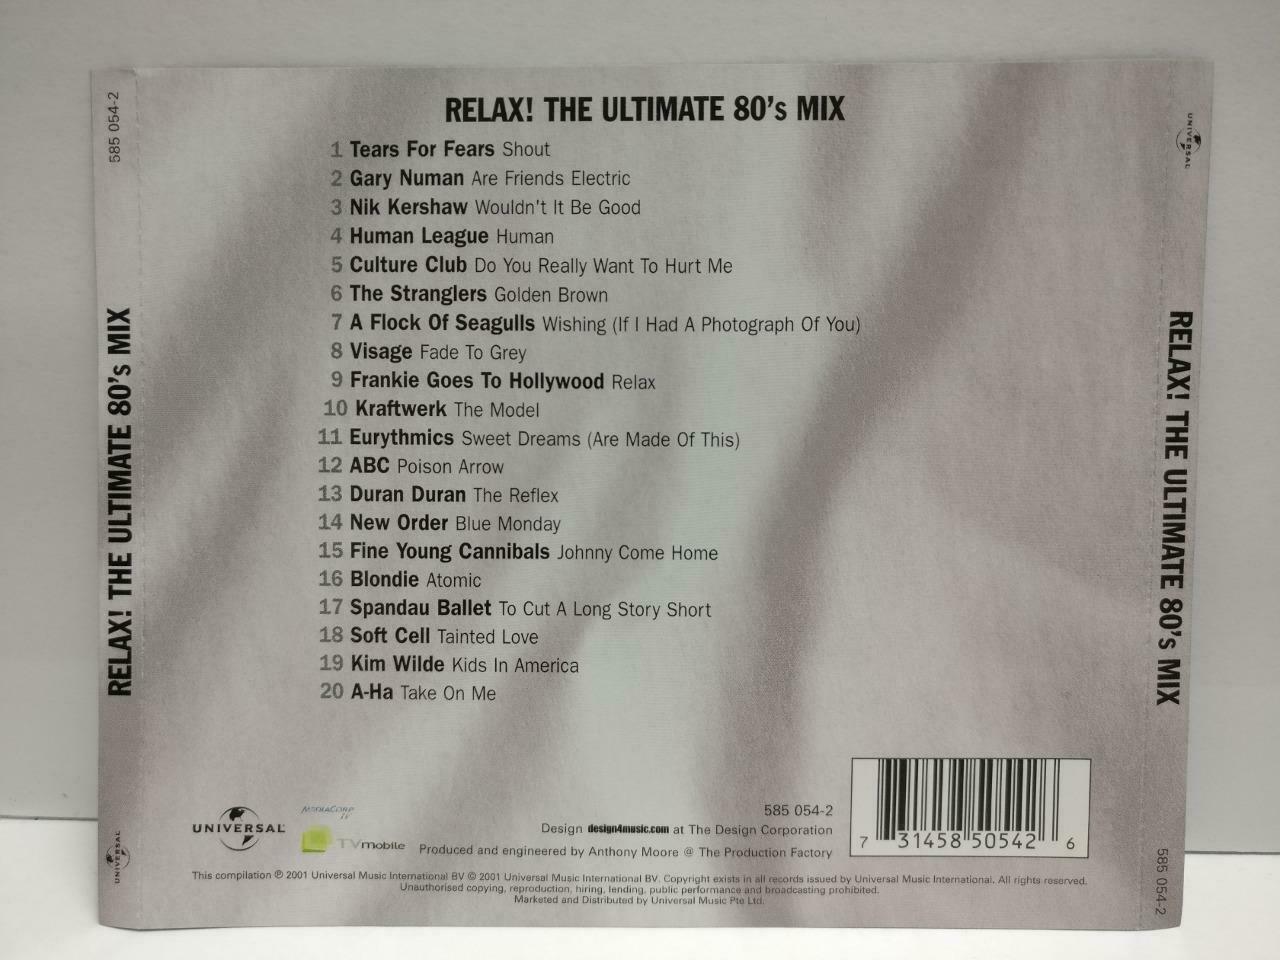 RELAX! THE ULTIMATE 80's MIX
1 Tears For Fears Shout
2 Gary Numan Are Friends Electric
3 Nik Kershaw Wouldn't It Be Good
4 Human League Human
5 Culture Club Do You Really Want To Hurt Me
6 The Stranglers Golden Brown
7 A Flock Of Seagulls Wishing (If I Had A Photograph Of You)
8 Visage Fade To Grey
9 Frankie Goes To Hollywood Relax
10 Kraftwerk The Model
11 Eurythmics Sweet Dreams (Are Made Of This)
12 ABC Poison Arrow
13 Duran Duran The Reflex
14 New Order Blue Monday
15 Fine Young Cannibals Johnny Come Home
16 Blondie Atomic
17 Spandau Ballet To Cut A Long Story Short
18 Soft Cell Tainted Love
19 Kim Wilde Kids In America
20 A-Ha Take On Me
585 054-2
RELAX! THE ULTIMATE 80's MIX
UNIVERSAL
UNIVERSAL
RELAX! THE ULTIMATE 80's MIX
585 054-2
UNIVERSAL
MEDIACORP
TV
TVmobile
585 054-2
Design design4music.com at The Design Corporation
Produced and engineered by Anthony Moore @ The Production Factory
7 31458 50542 6
This compilation ℗ 2001 Universal Music International BV © 2001 Universal Music International BV. Copyright exists in all records issued by Universal Music International. All rights reserved.
Unauthorised copying, reproduction, hiring, lending, public performance and broadcasting prohibited.
Marketed and Distributed by Universal Music Pte Ltd.